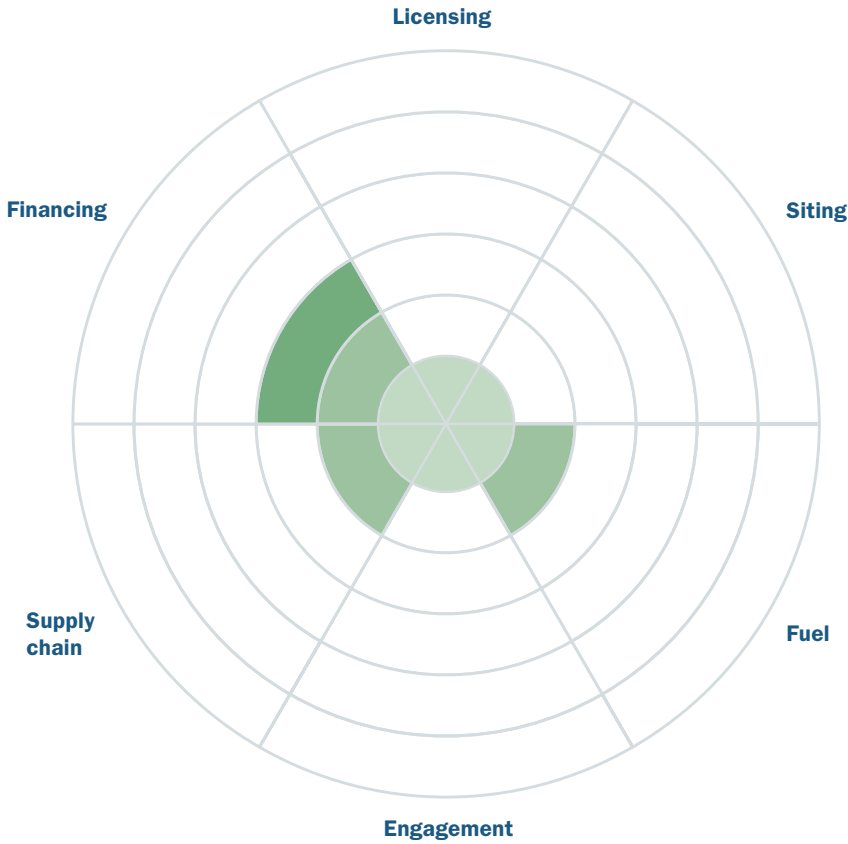 Licensing
Financing
Siting
Supply
chain
Fuel
Engagement